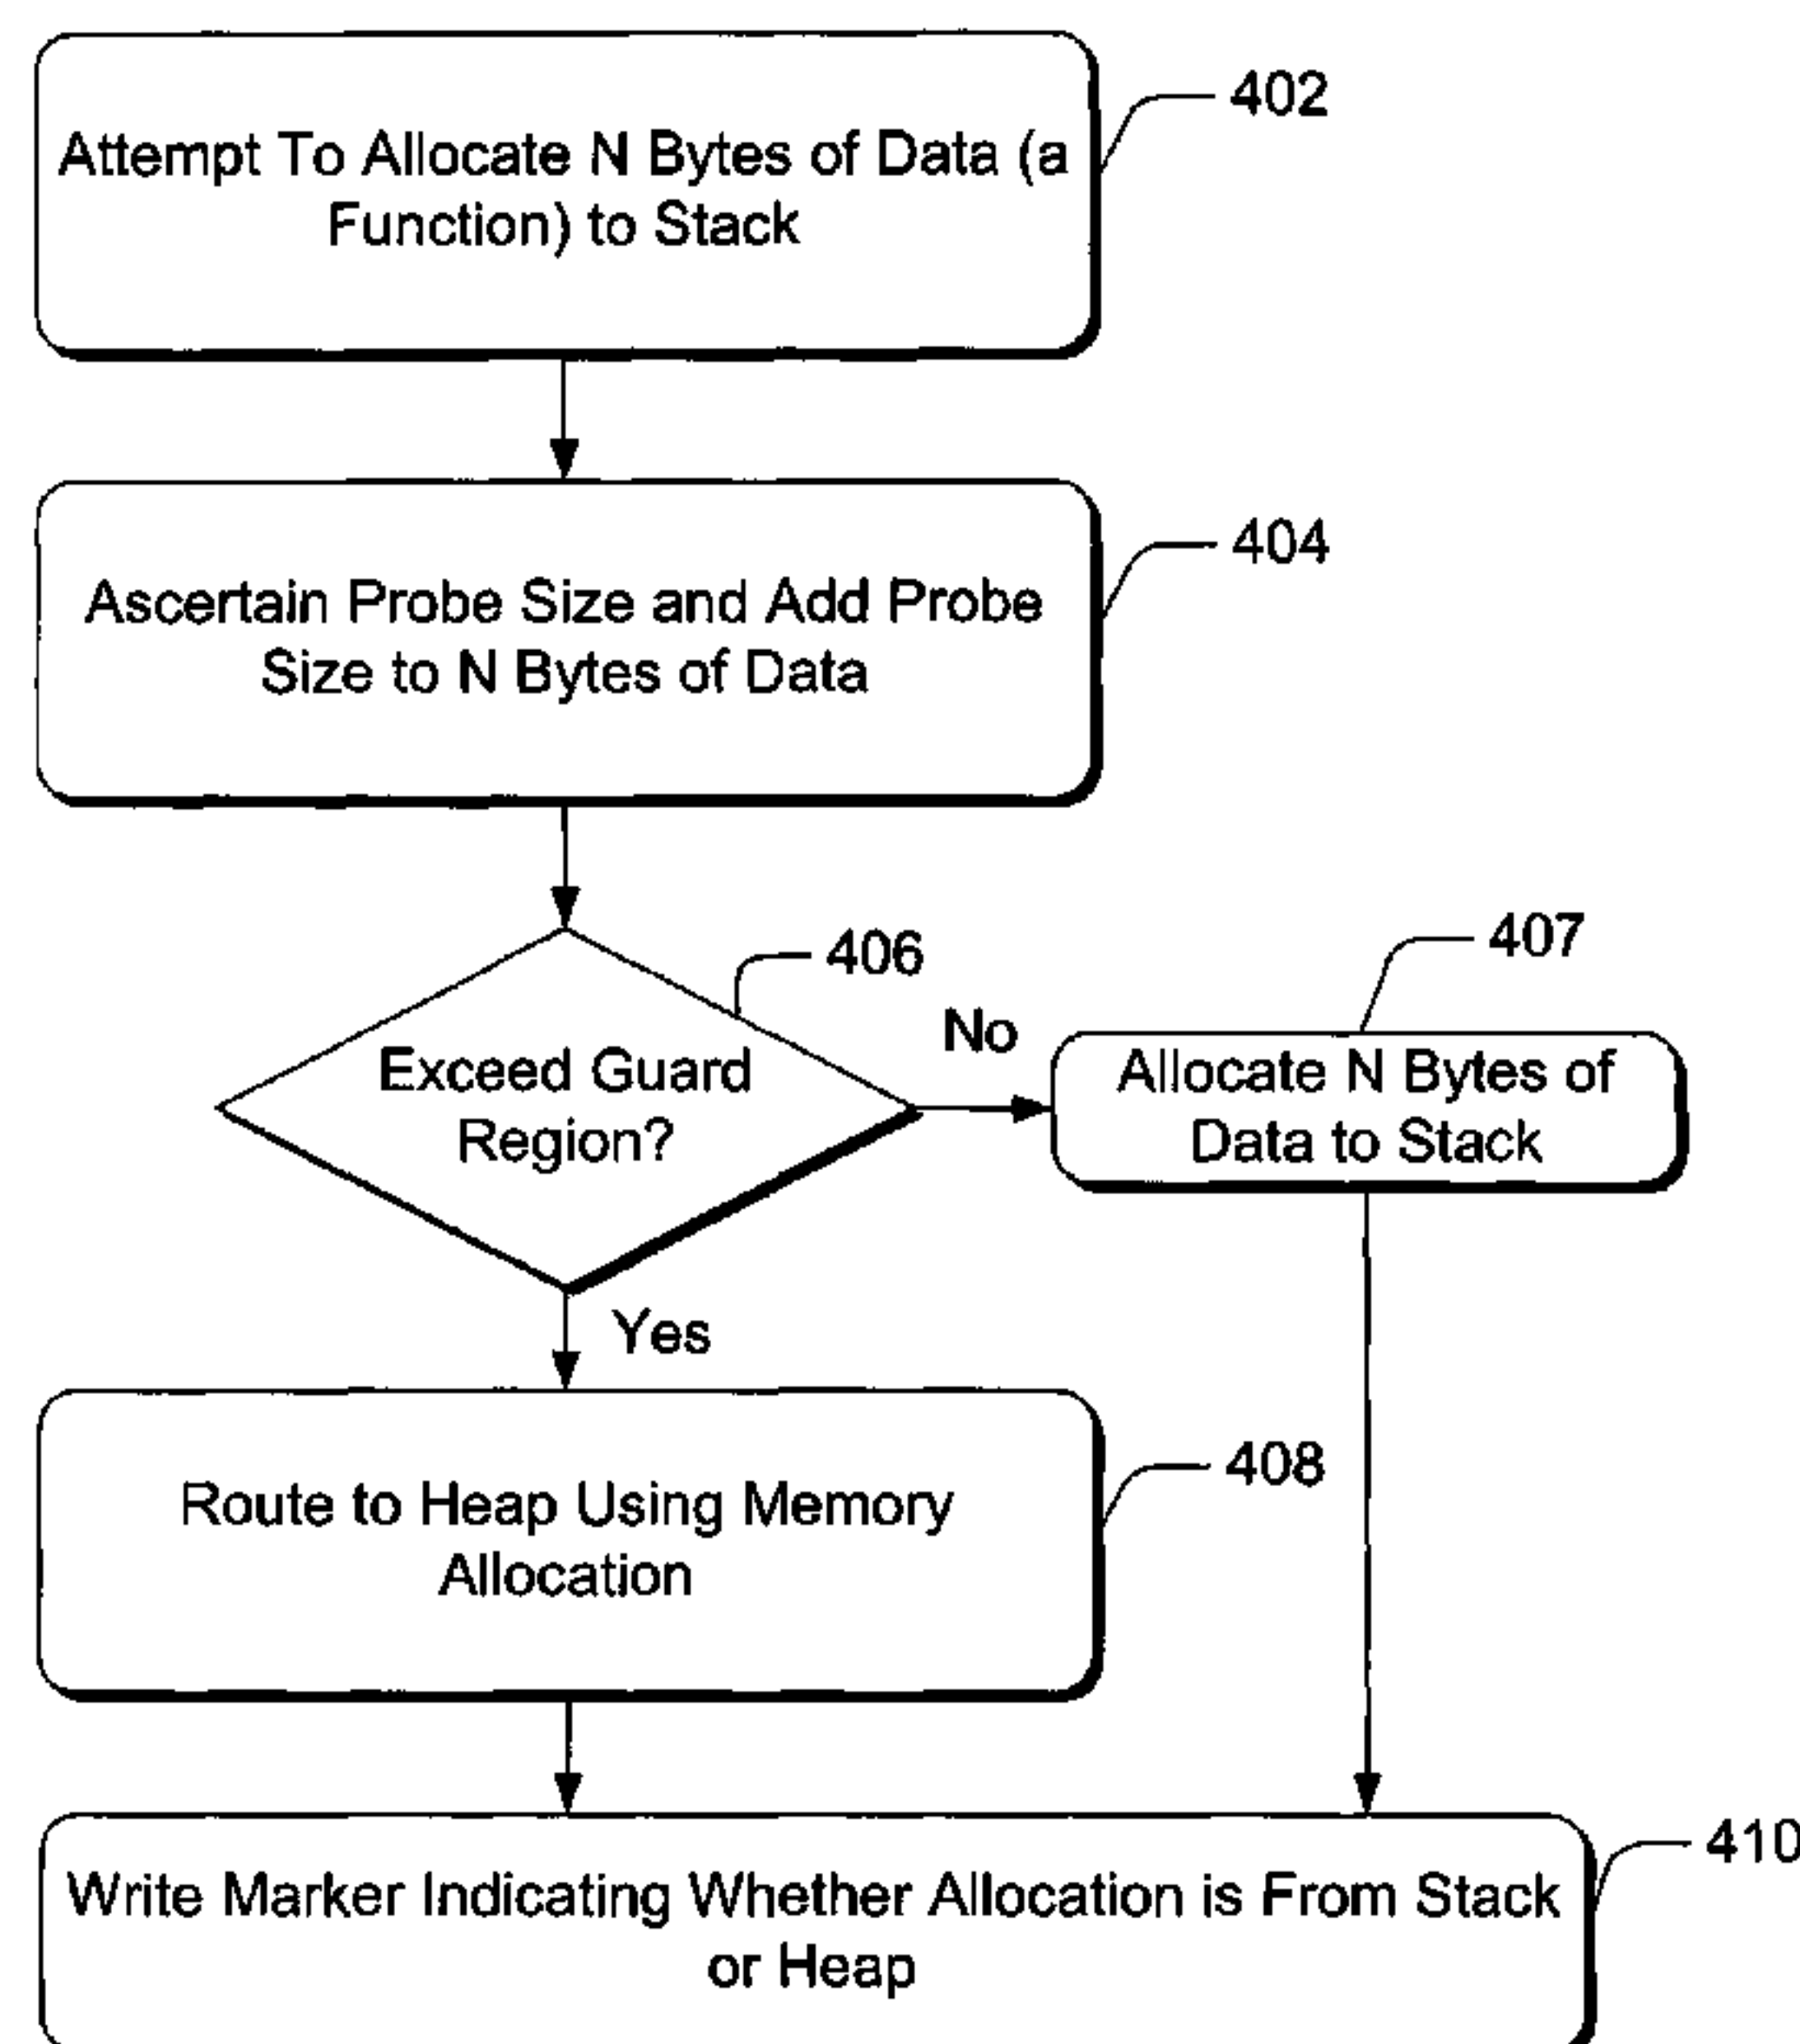 Attempt To Allocate N Bytes of Data (a
Function) to Stack
402
Ascertain Probe Size and Add Probe
Size to N Bytes of Data
404
406
Exceed Guard
Region?
No
407
Allocate N Bytes of
Data to Stack
Yes
Route to Heap Using Memory
Allocation
408
Write Marker Indicating Whether Allocation is From Stack
or Heap
410